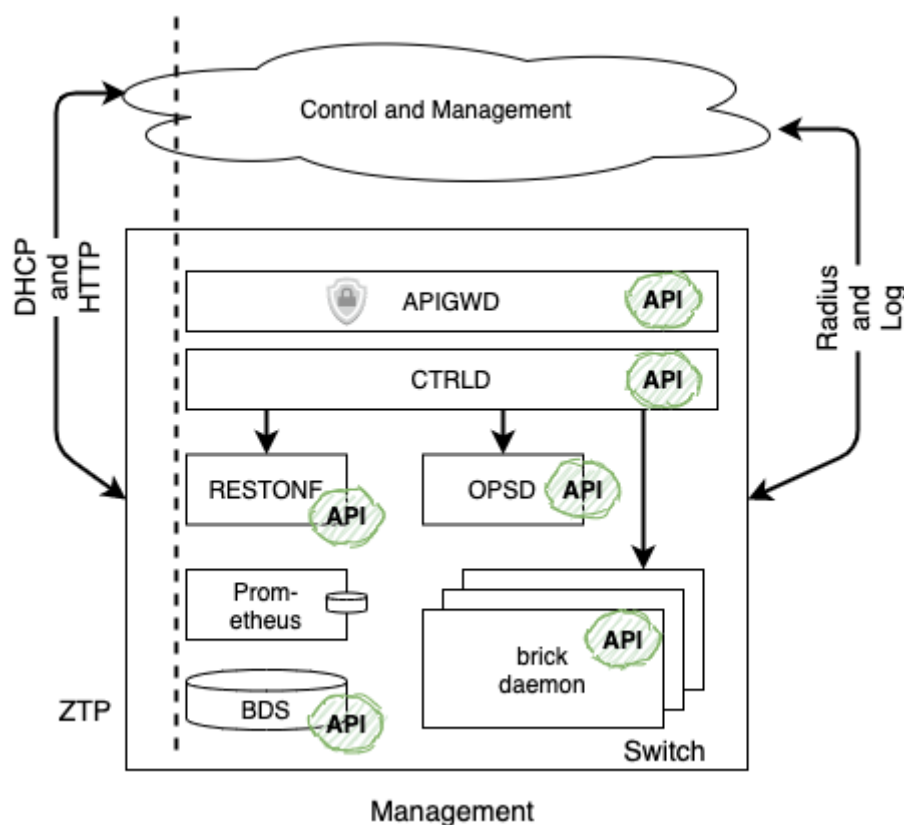 Control and Management
DHCP
and
HTTP
Radius
and
Log
APIGWD
API
CTRLD
API
RESTONF
API
OPSD
API
Prom-
etheus
brick
daemon
API
BDS
API
ZTP
Switch
Management